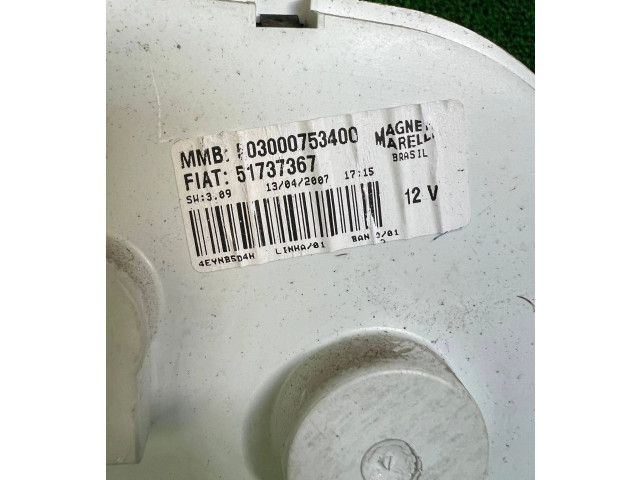 MMB: 503000753400
FIAT: 51737367
SW:3.09 13/04/2007 17:15
MAGNETI
MARELLI
BRASIL
12 V
4EYNB5D4H LINHA/01